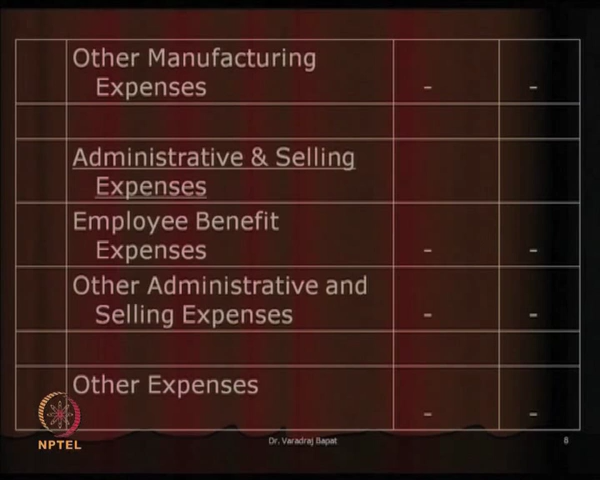 Other Manufacturing
Expenses - -
Administrative & Selling
Expenses
Employee Benefit
Expenses - -
Other Administrative and
Selling Expenses - -
Other Expenses
- -
NPTEL
Dr. Varadraj Bapat
8